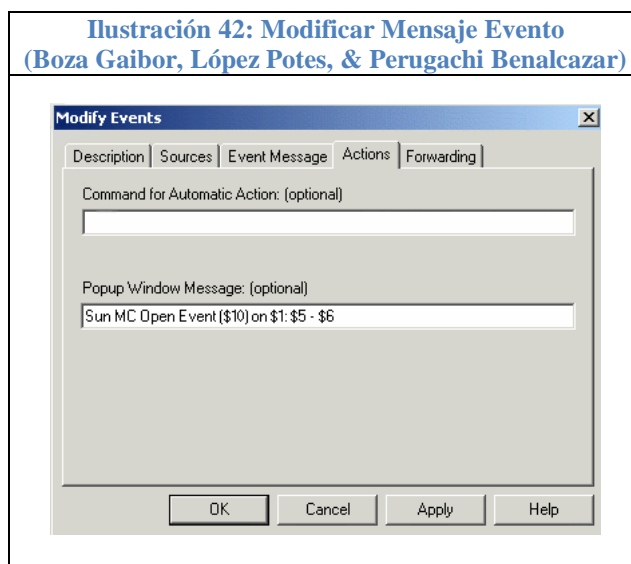 Ilustración 42: Modificar Mensaje Evento
(Boza Gaibor, López Potes, & Perugachi Benalcazar)
Modify Events
Description Sources Event Message Actions Forwarding
Command for Automatic Action: (optional)
Popup Window Message: (optional)
Sun MC Open Event ($10) on $1: $5 - $6
OK Cancel Apply Help